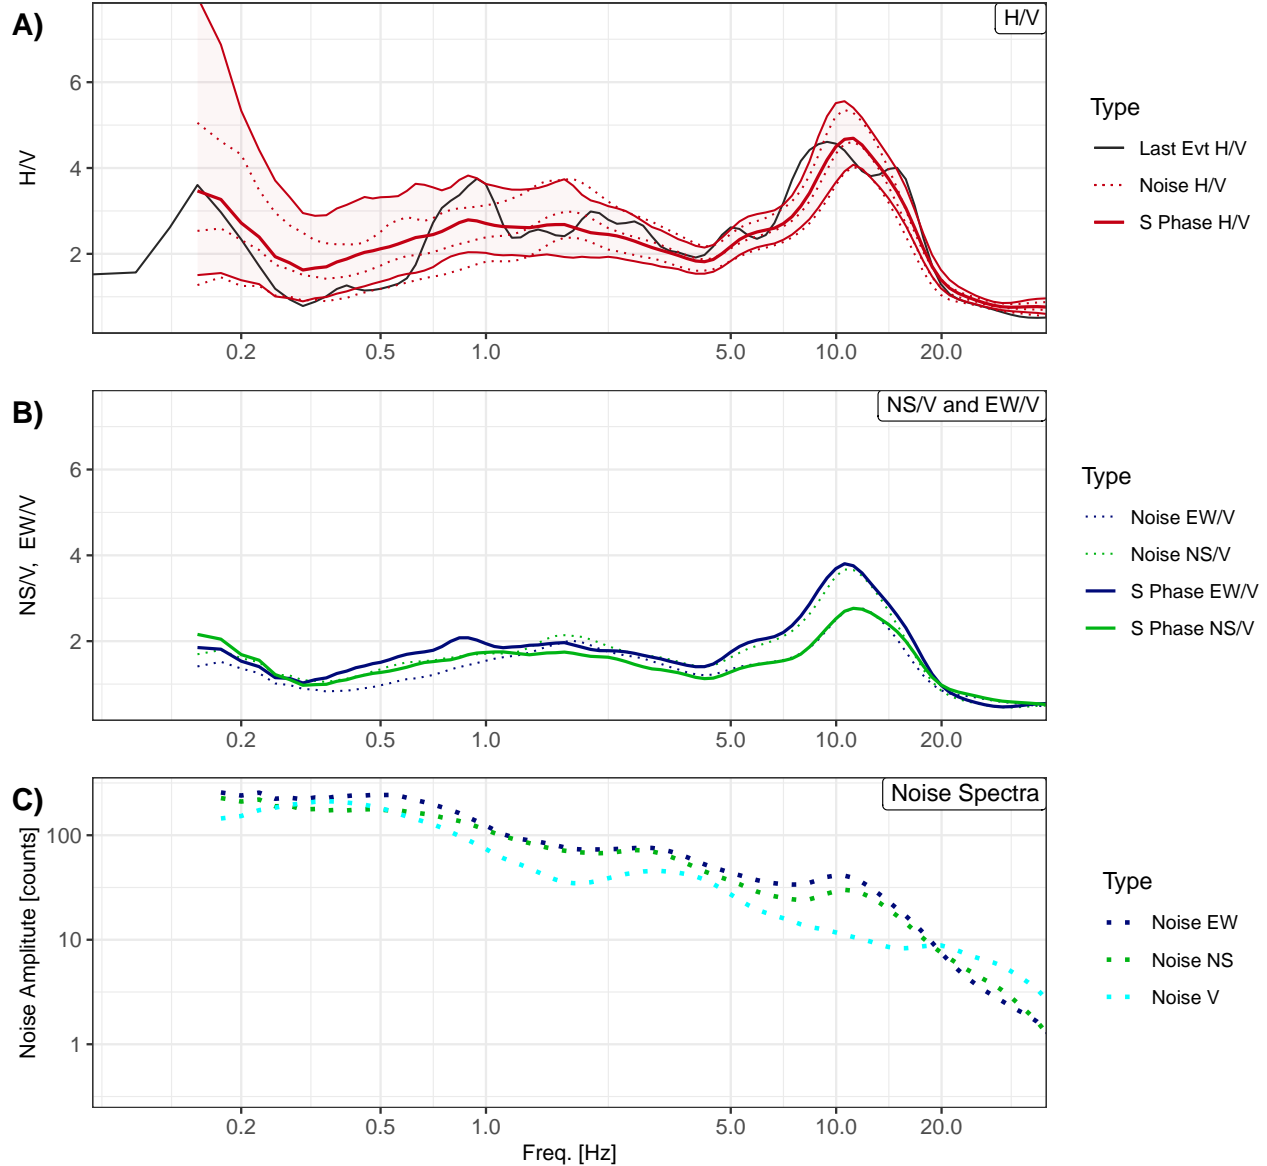 A)
H/V
6
4
2
H/V
0.2
0.5
1.0
5.0
10.0
20.0
Type
Last Evt H/V
Noise H/V
S Phase H/V
B)
NS/V and EW/V
6
4
2
NS/V,  EW/V
0.2
0.5
1.0
5.0
10.0
20.0
Type
Noise EW/V
Noise NS/V
S Phase EW/V
S Phase NS/V
C)
Noise Spectra
100
10
1
Noise Amplitute [counts]
0.2
0.5
1.0
5.0
10.0
20.0
Freq. [Hz]
Type
Noise EW
Noise NS
Noise V